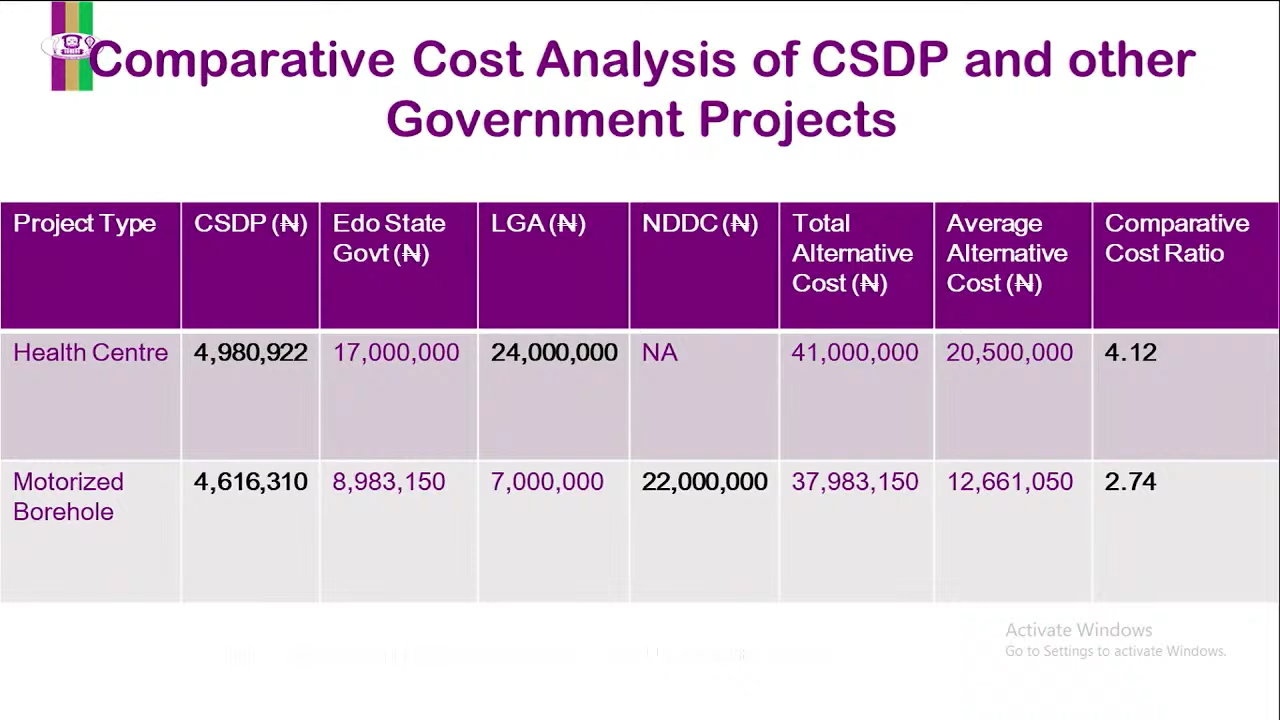 Comparative Cost Analysis of CSDP and other
Government Projects
Project Type CSDP (₦) Edo State Govt (₦) LGA (₦) NDDC (₦) Total Alternative Cost (₦) Average Alternative Cost (₦) Comparative Cost Ratio
Health Centre 4,980,922 17,000,000 24,000,000 NA 41,000,000 20,500,000 4.12
Motorized Borehole 4,616,310 8,983,150 7,000,000 22,000,000 37,983,150 12,661,050 2.74
Activate Windows
Go to Settings to activate Windows.